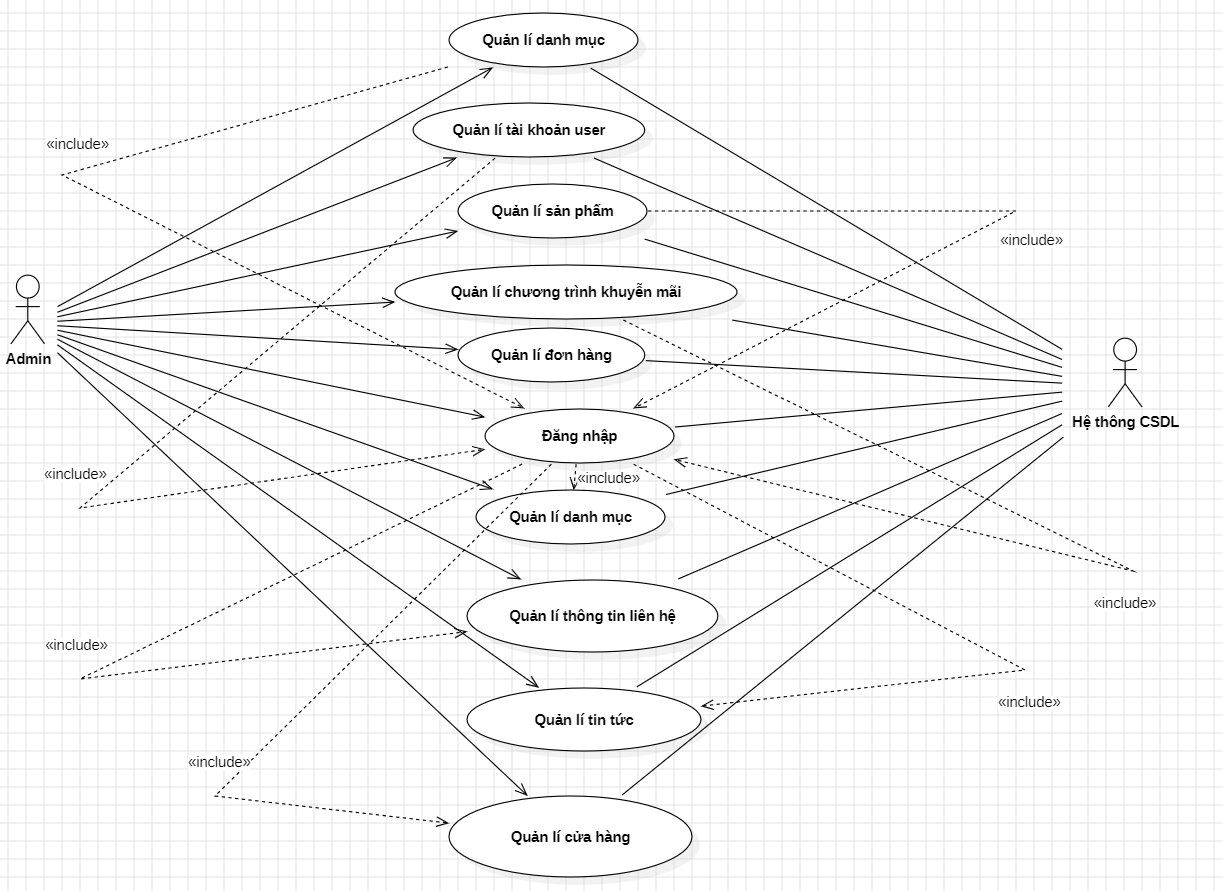 Quản lí danh mục
Quản lí tài khoản user
«include»
Quản lí sản phẩm
«include»
Quản lí chương trình khuyễn mãi
Admin
Quản lí đơn hàng
Hệ thông CSDL
Đăng nhập
«include»
«include»
Quản lí danh mục
«include»
Quản lí thông tin liên hệ
«include»
«include»
Quản lí tin tức
«include»
Quản lí cửa hàng